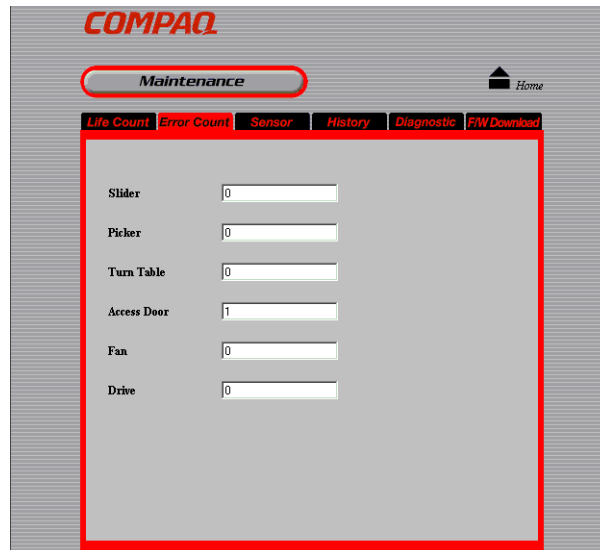 COMPAQ
Maintenance
Home
Life Count Error Count Sensor History Diagnostic F/W Download
Slider 0
Picker 0
Turn Table 0
Access Door 1
Fan 0
Drive 0